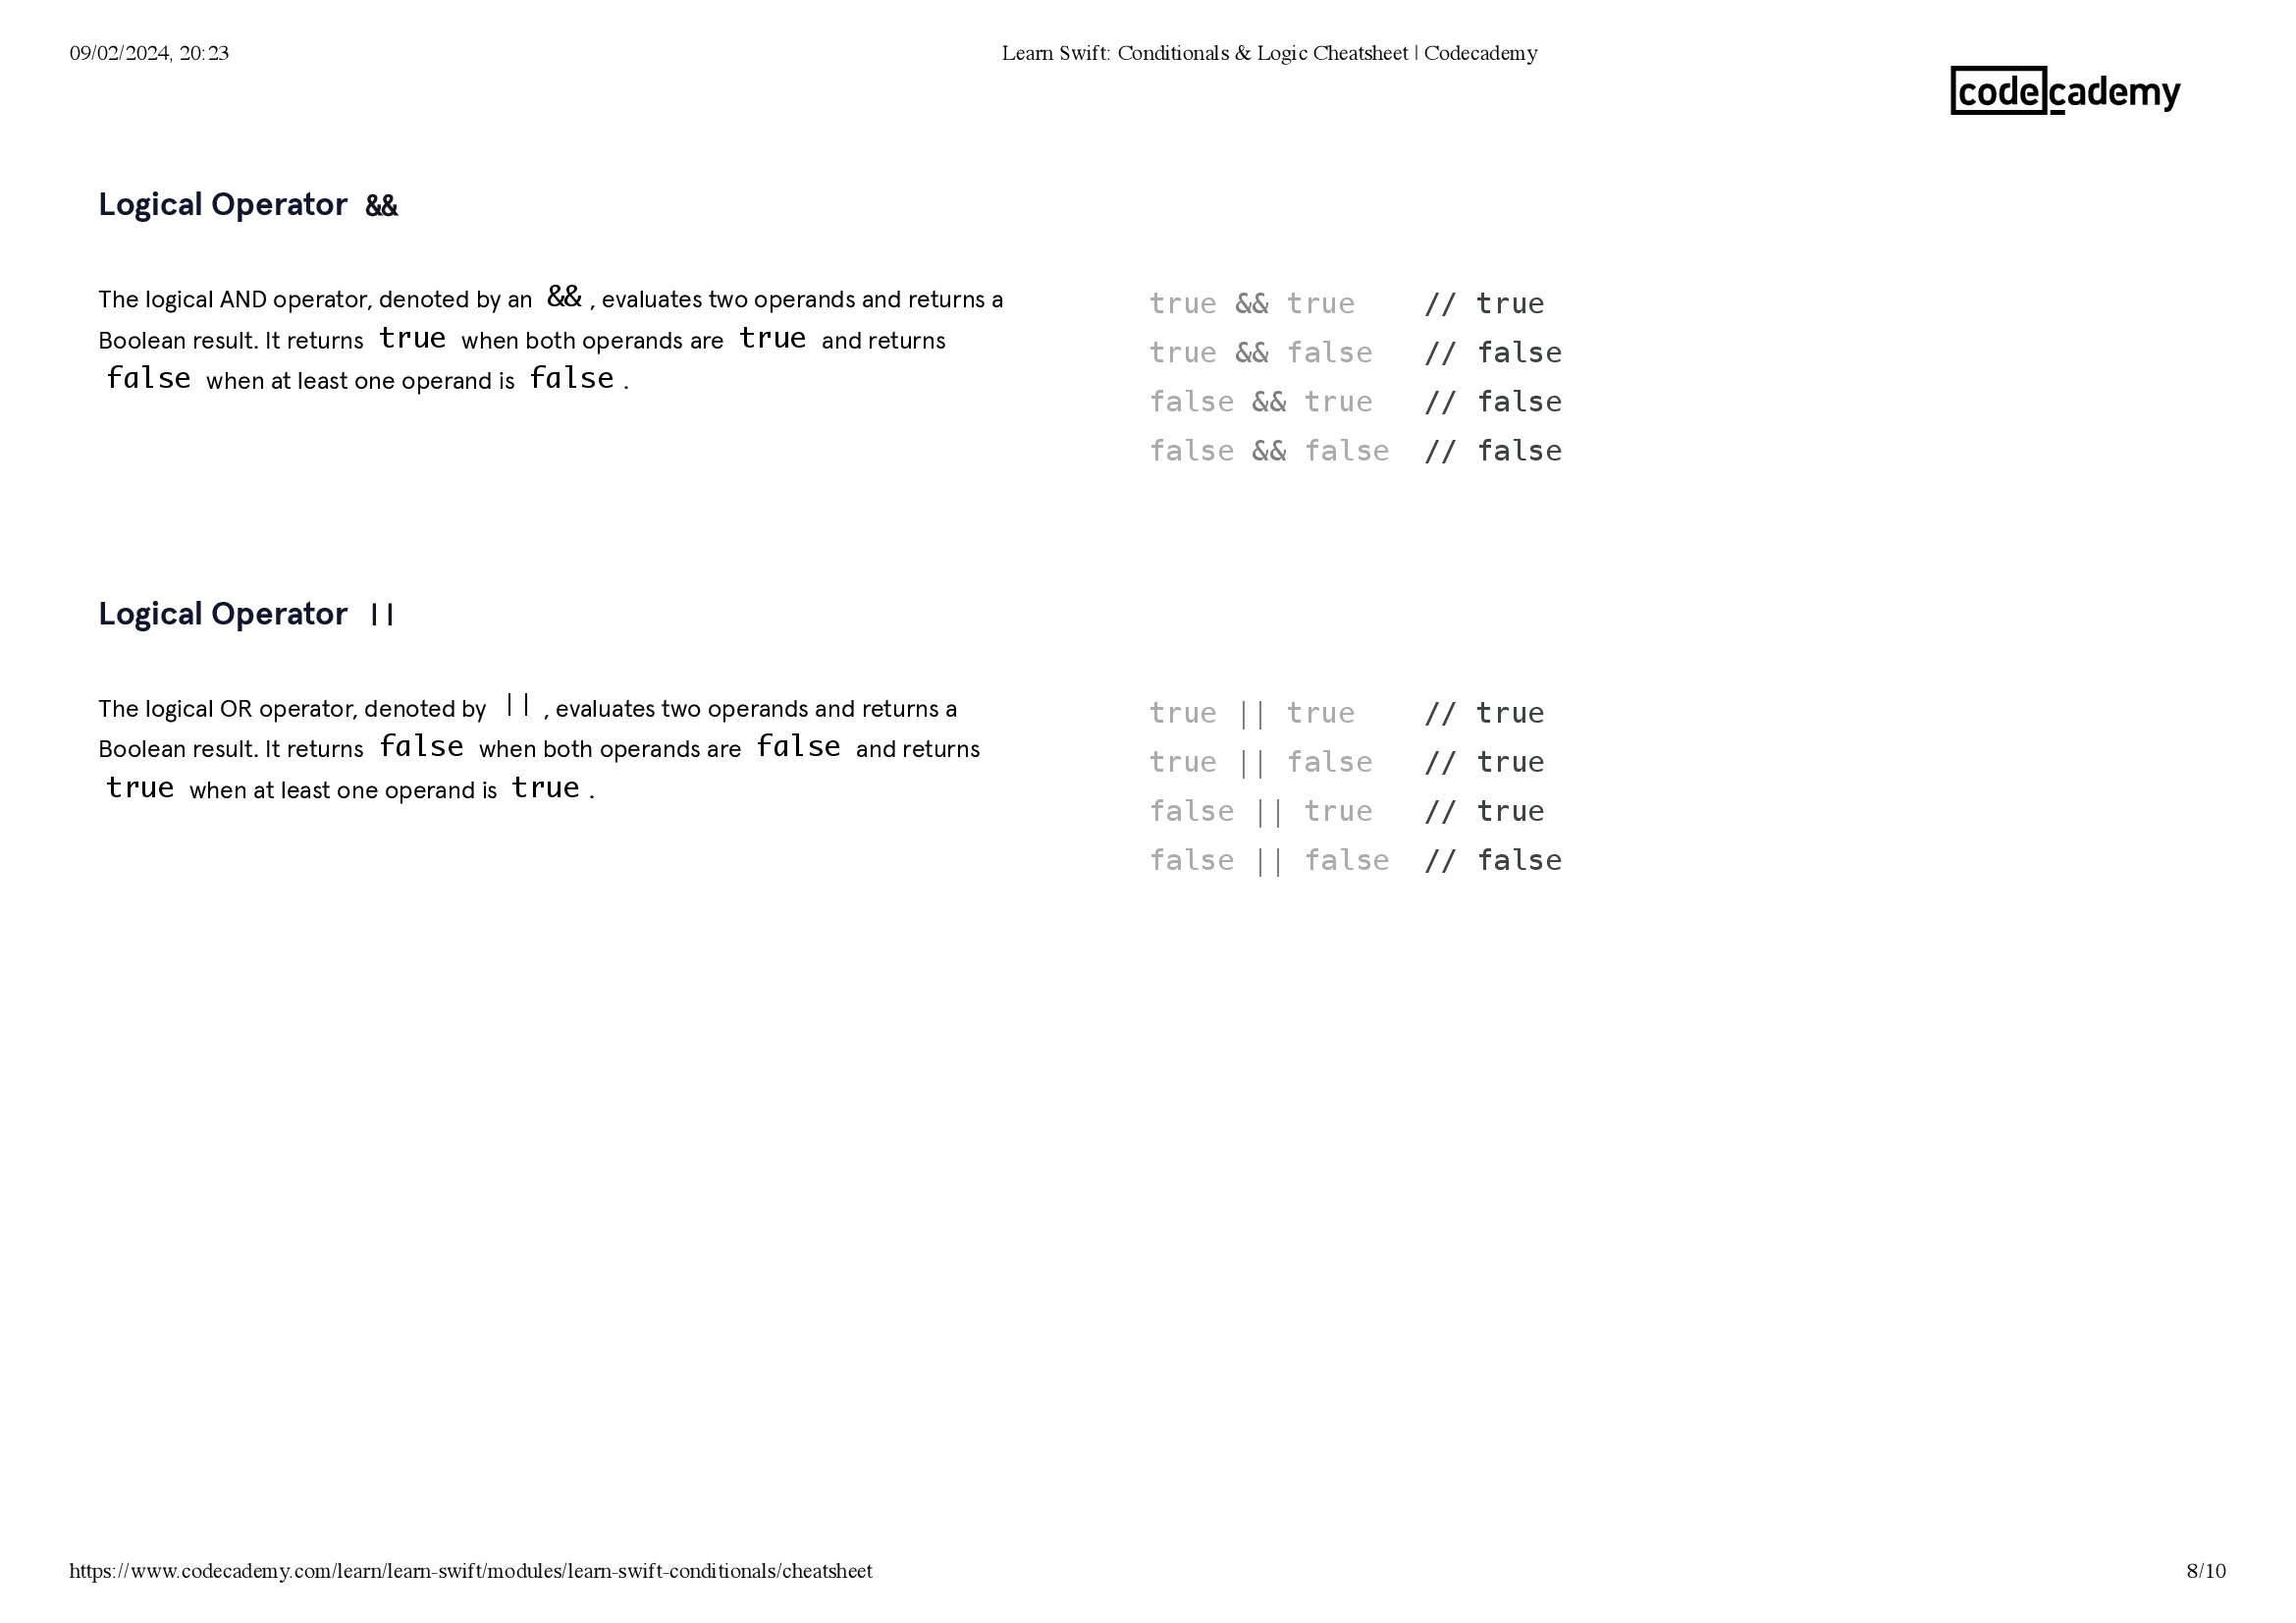 09/02/2024, 20:23
Learn Swift: Conditionals & Logic Cheatsheet | Codecademy
codecademy
Logical Operator &&
The logical AND operator, denoted by an && , evaluates two operands and returns a
Boolean result. It returns true when both operands are true and returns
false when at least one operand is false .
true && true    // true
true && false   // false
false && true   // false
false && false  // false
Logical Operator ||
The logical OR operator, denoted by || , evaluates two operands and returns a
Boolean result. It returns false when both operands are false and returns
true when at least one operand is true .
true || true    // true
true || false   // true
false || true   // true
false || false  // false
https://www.codecademy.com/learn/learn-swift/modules/learn-swift-conditionals/cheatsheet
8/10